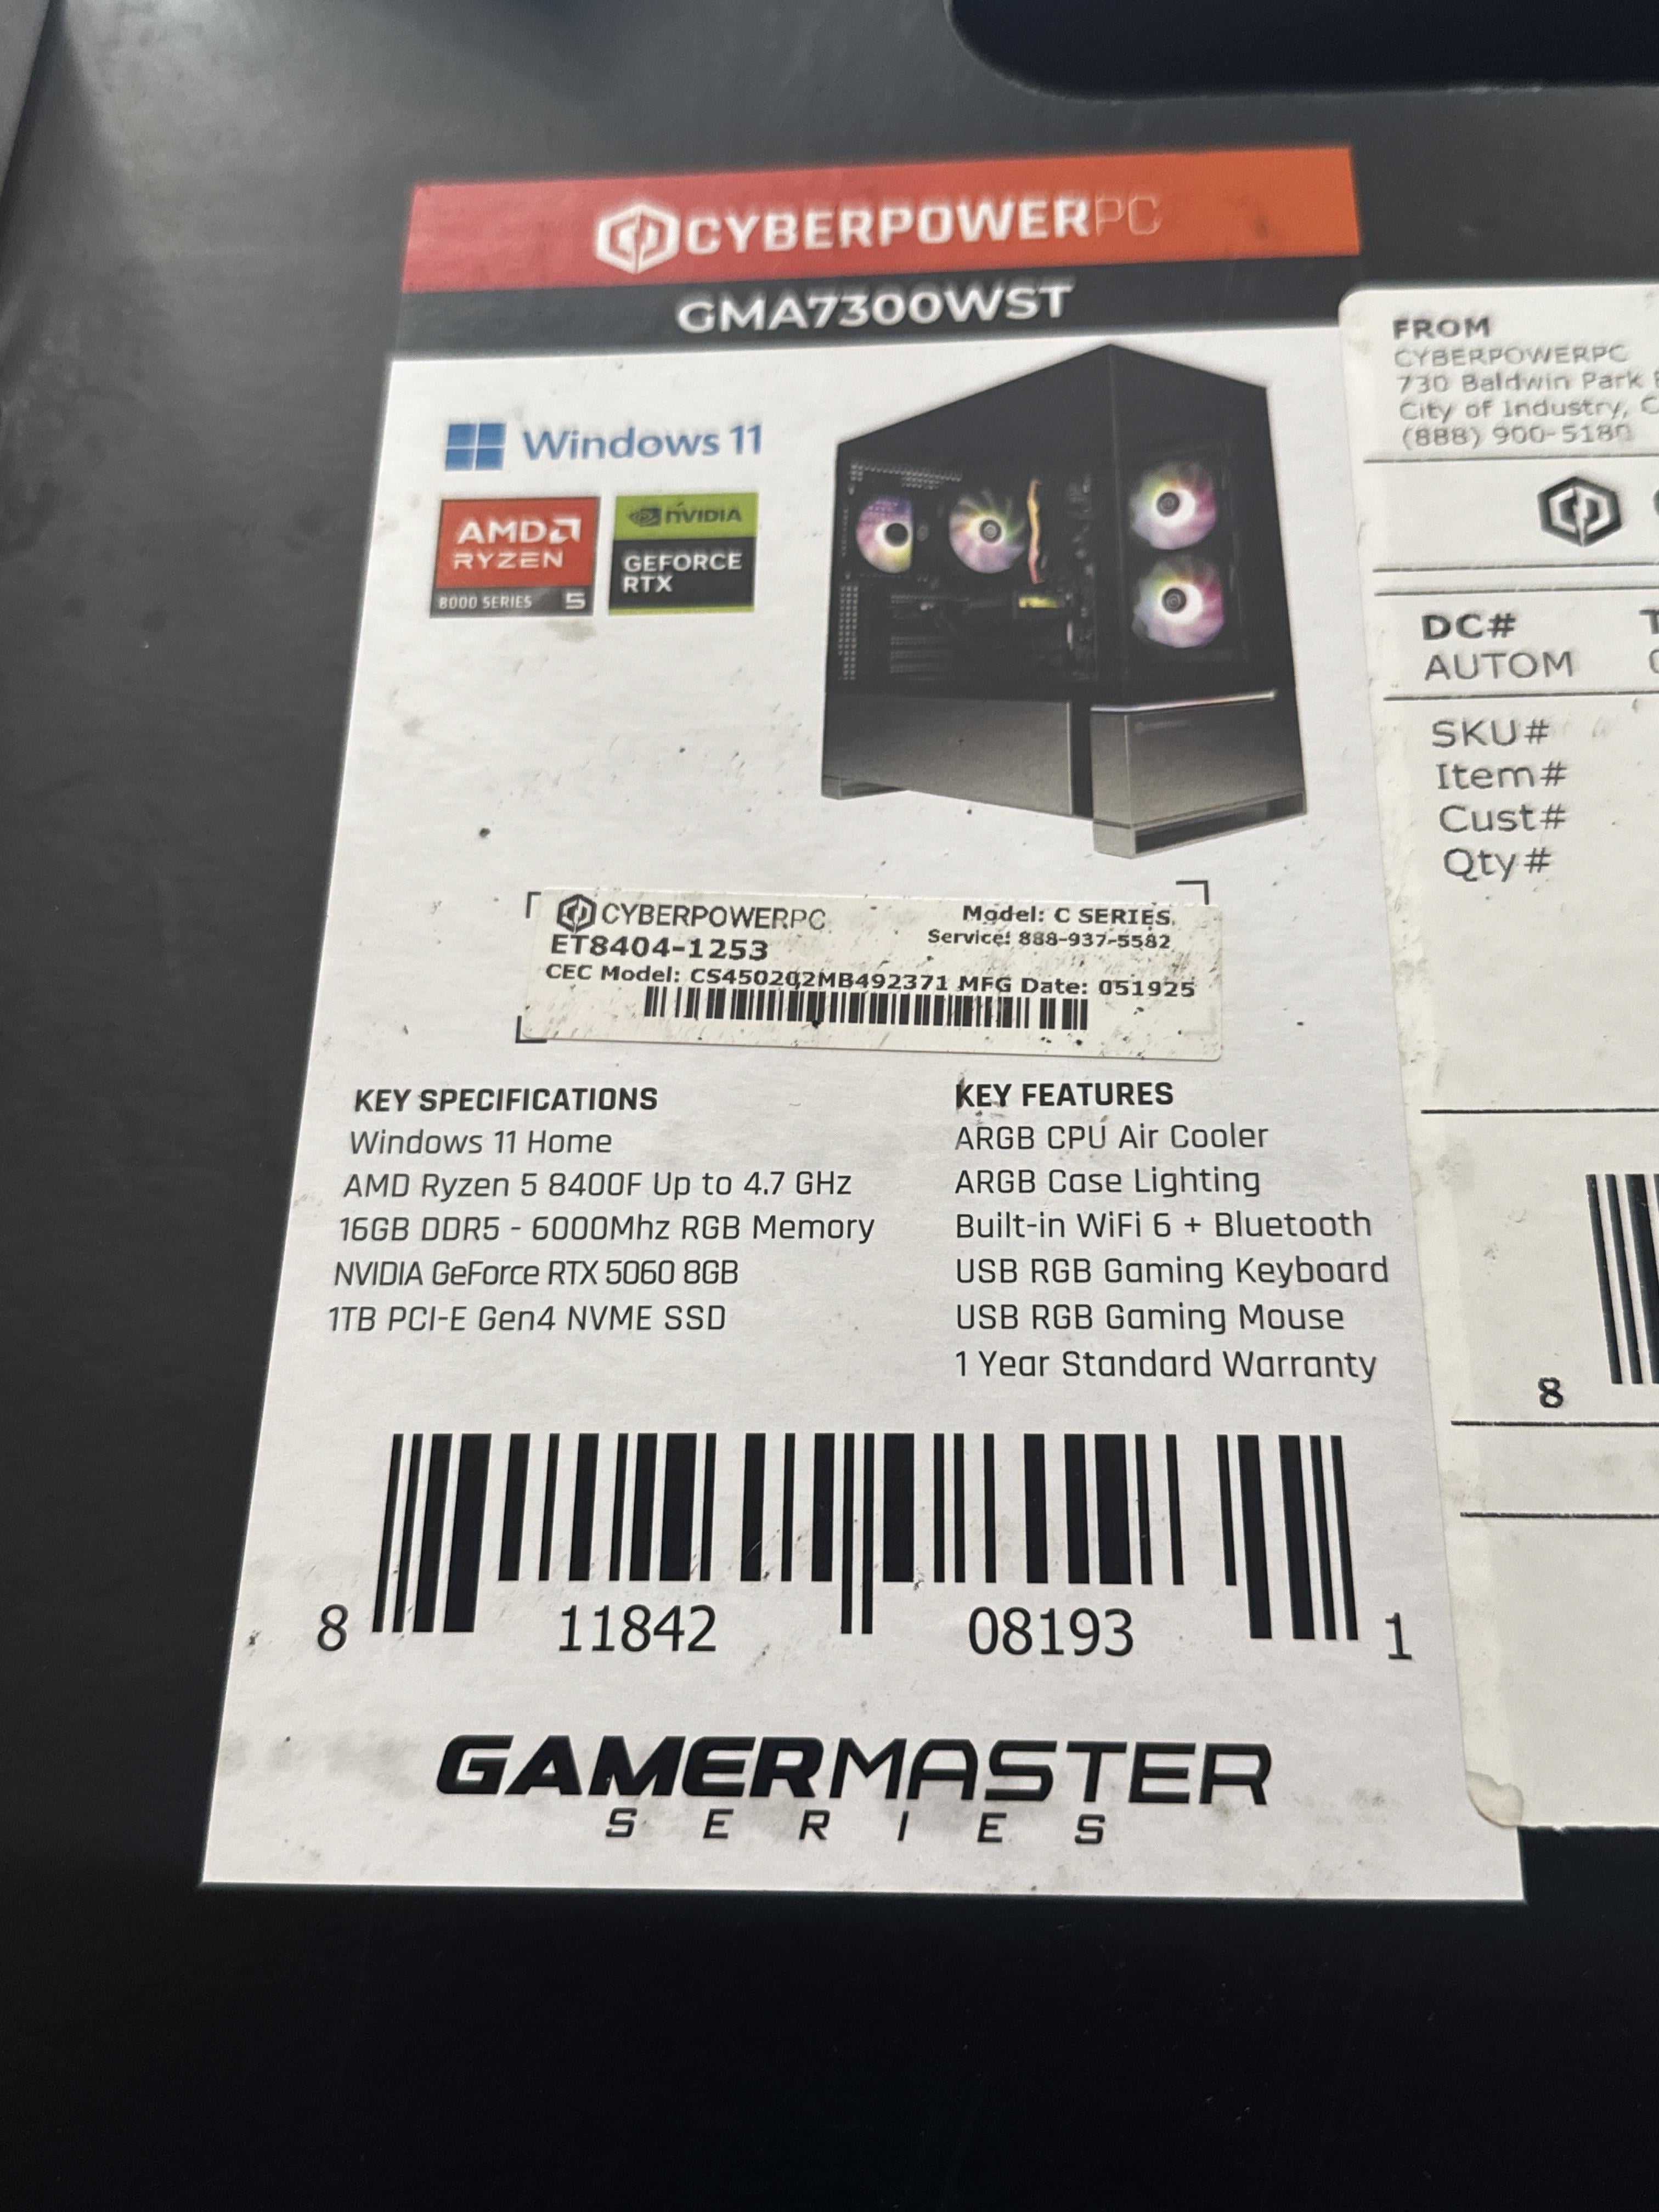 CYBERPOWERPC
GMA7300WST
Windows 11
AMD
RYZEN
8000 SERIES 5
NVIDIA
GEFORCE
RTX
CYBERPOWERPC
Model: C SERIES
ET8404-1253
Service: 888-937-5582
CEC Model: CS450202MB492371 MFG Date: 051925
KEY SPECIFICATIONS
Windows 11 Home
AMD Ryzen 5 8400F Up to 4.7 GHz
16GB DDR5 - 6000Mhz RGB Memory
NVIDIA GeForce RTX 5060 8GB
1TB PCI-E Gen4 NVME SSD
KEY FEATURES
ARGB CPU Air Cooler
ARGB Case Lighting
Built-in WiFi 6 + Bluetooth
USB RGB Gaming Keyboard
USB RGB Gaming Mouse
1 Year Standard Warranty
8 11842 08193 1
GAMERMASTER
SERIES
FROM
CYBERPOWERPC
730 Baldwin Park
City of Industry,
(888) 900-5180
DC#
AUTOM
SKU#
Item#
Cust#
Qty#
8